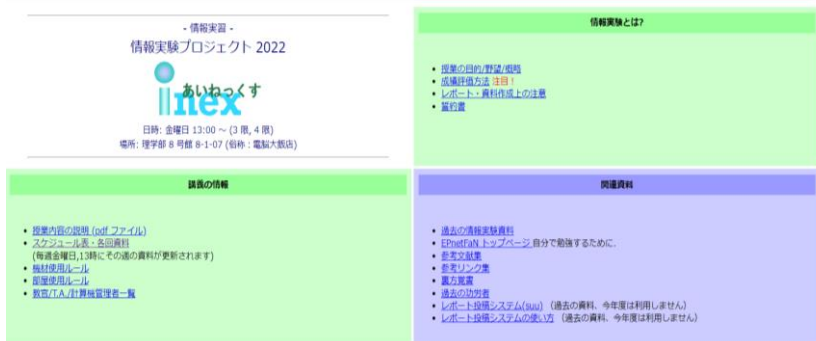 - 情報実習 -
情報実験プロジェクト 2022
あいねっくす
inex
日時: 金曜日 13:00 ~ (3 限, 4 限)
場所: 理学部 8 号館 8-1-07 (俗称 : 電脳大飯店)
情報実験とは?
授業の目的/野望/概略
成績評価方法 注目!
レポート・資料作成上の注意
誓約書
講義の情報
授業内容の説明 (pdf ファイル)
スケジュール表・各回資料
(毎週金曜日,13時にその週の資料が更新されます)
機材使用ルール
部屋使用ルール
教官/T.A./計算機管理者一覧
関連資料
過去の情報実験資料
EPnetFaN トップページ 自分で勉強するために.
参考文献集
参考リンク集
裏方覚書
過去の功労者
レポート投稿システム(suu) (過去の資料、今年度は利用しません)
レポート投稿システムの使い方 (過去の資料、今年度は利用しません)